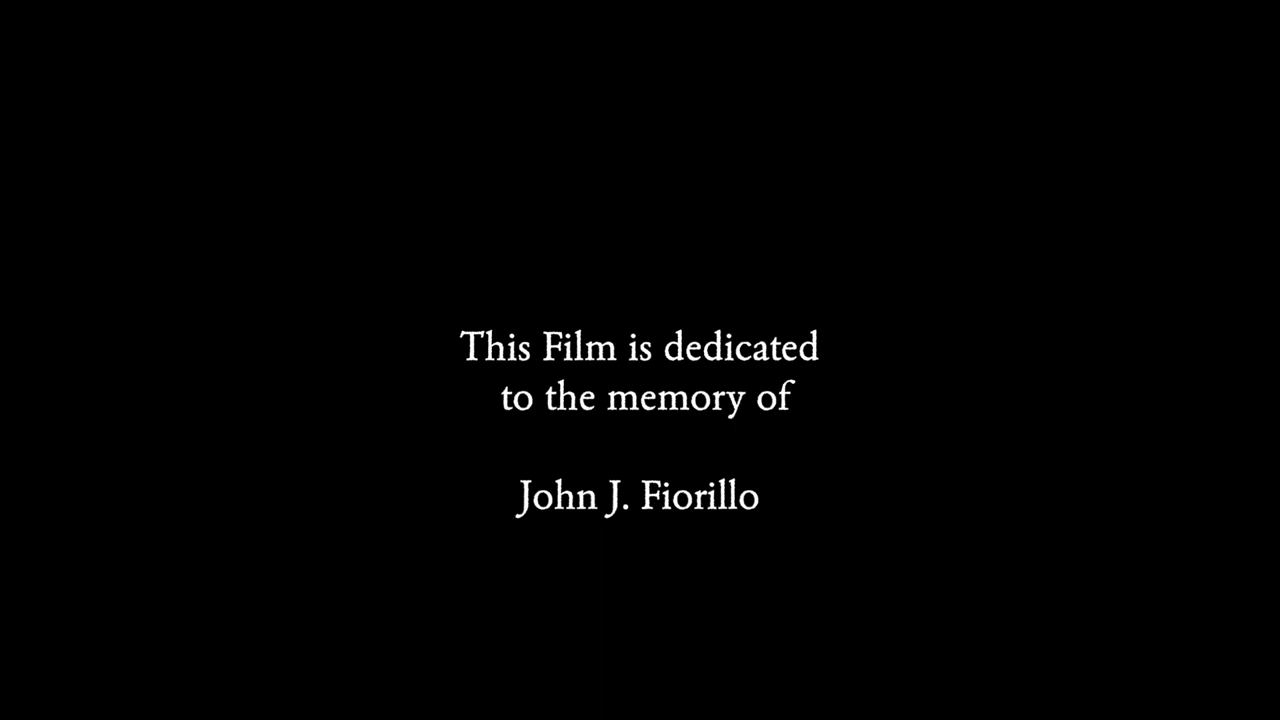 This Film is dedicated
to the memory of
John J. Fiorillo